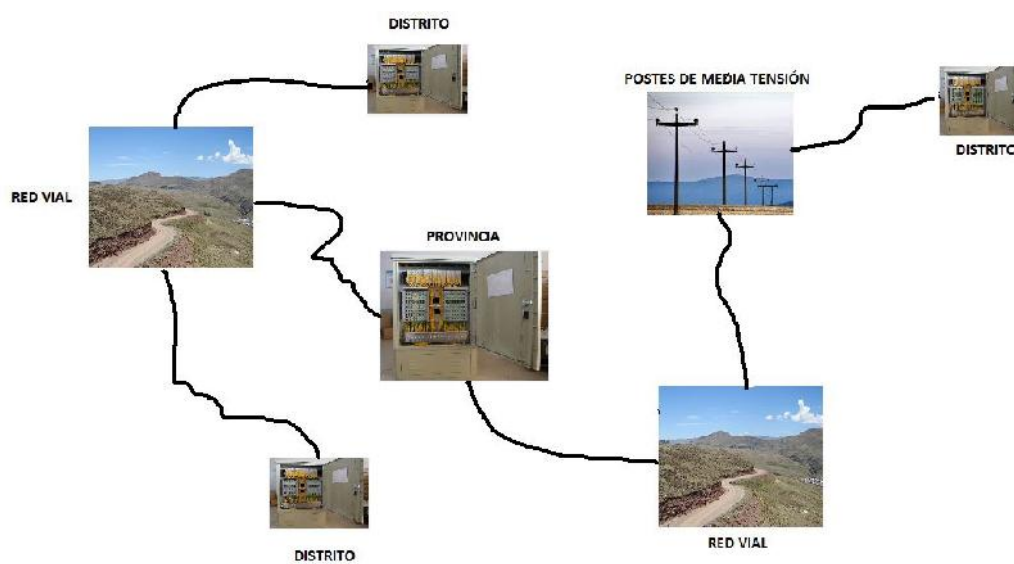 DISTRITO
POSTES DE MEDIA TENSIÓN
DISTRITO
RED VIAL
PROVINCIA
RED VIAL
DISTRITO